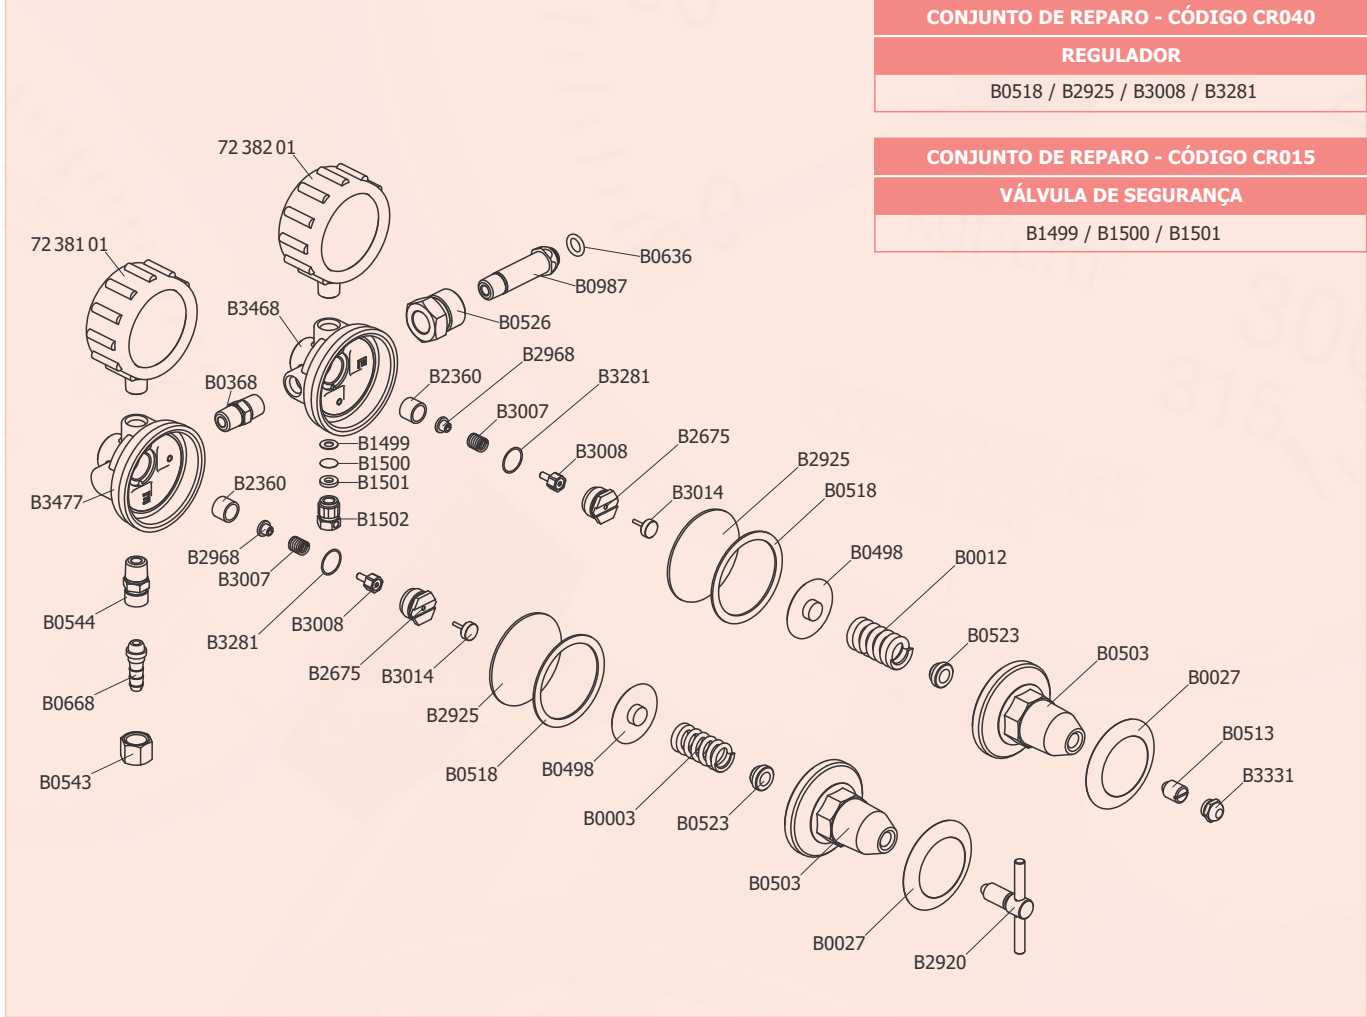 CONJUNTO DE REPARO - CÓDIGO CR040
REGULADOR
B0518 / B2925 / B3008 / B3281
CONJUNTO DE REPARO - CÓDIGO CR015
VÁLVULA DE SEGURANÇA
B1499 / B1500 / B1501
72 382 01
72 381 01
B0636
B0987
B3468
B0526
B2968
B2360
B3281
B0368
B3007
B1499
B3008
B2675
B1500
B2925
B1501
B3014
B0518
B2360
B3477
B1502
B2968
B3007
B0498
B0012
B0544
B3281
B3008
B0523
B0503
B2675
B3014
B0027
B0668
B2925
B0513
B0518
B0498
B3331
B0543
B0003
B0523
B0503
B0027
B2920
300
315